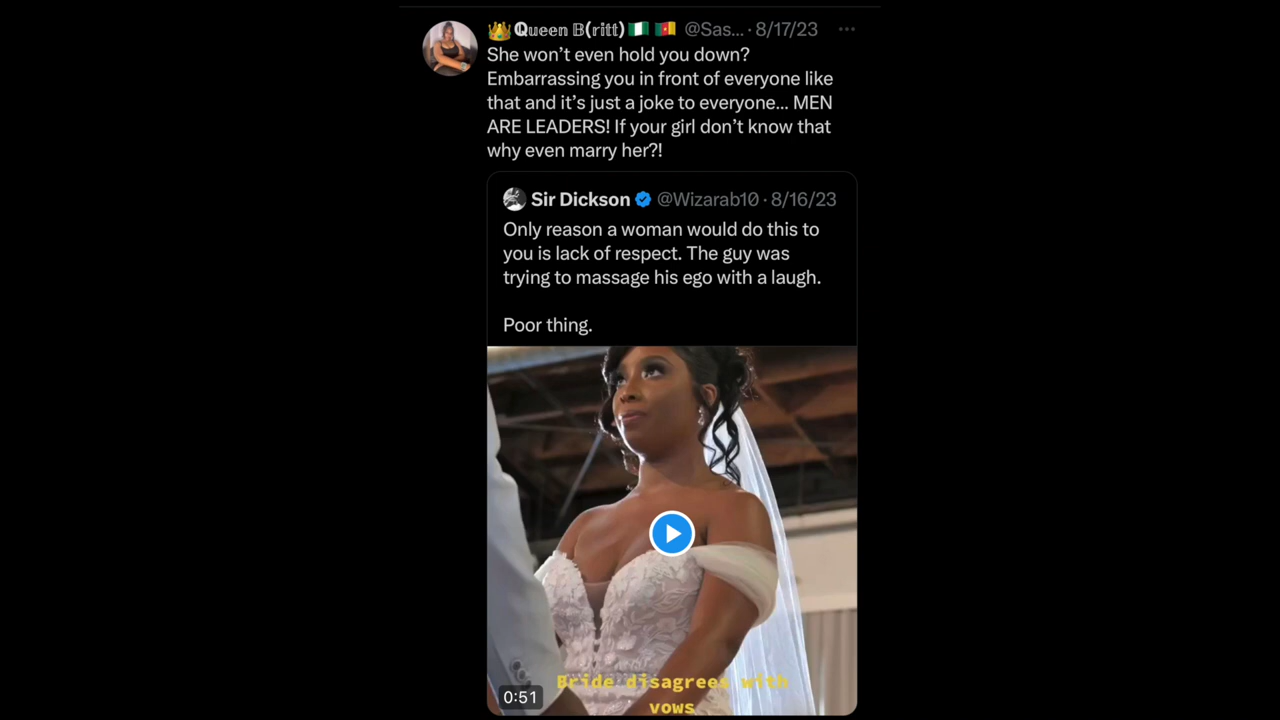 👑Queen B(ritt)🇳🇬 🇨🇲 @Sas... · 8/17/23 ...
She won’t even hold you down?
Embarrassing you in front of everyone like
that and it’s just a joke to everyone... MEN
ARE LEADERS! If your girl don’t know that
why even marry her?!
Sir Dickson @Wizarab10 · 8/16/23
Only reason a woman would do this to
you is lack of respect. The guy was
trying to massage his ego with a laugh.
Poor thing.
Bride disagrees with
vows
0:51